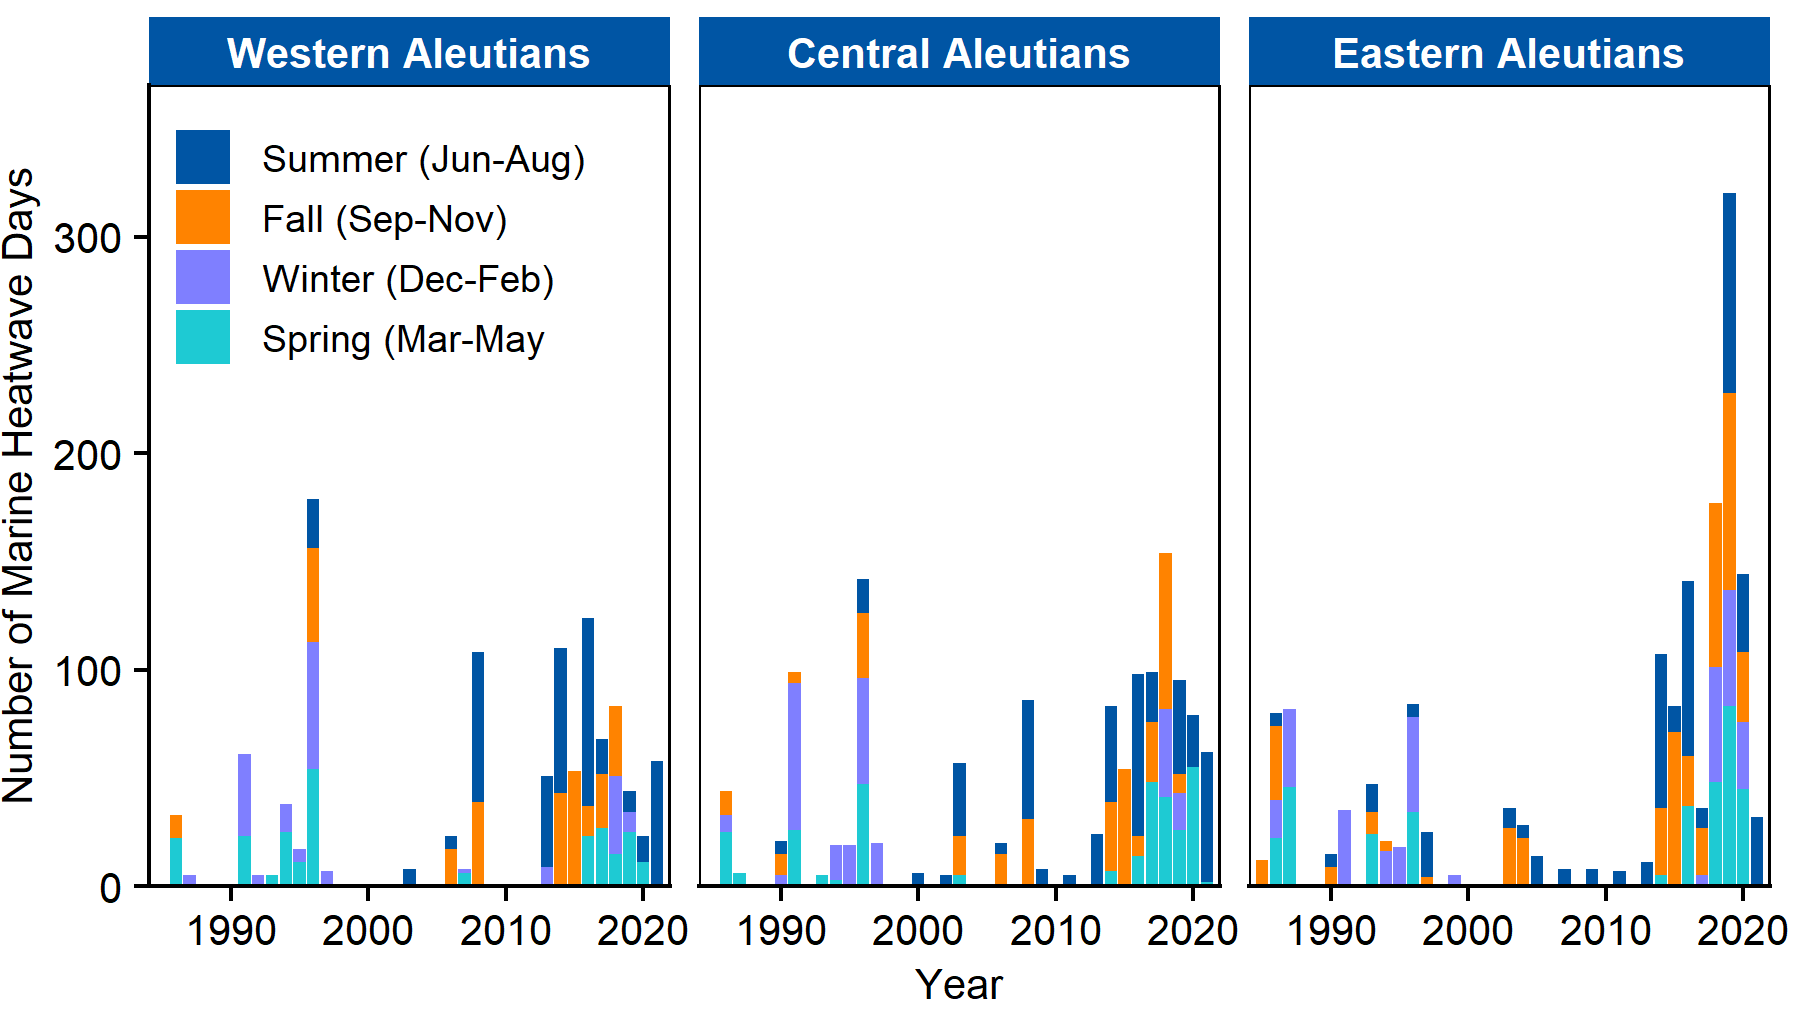 Western Aleutians
Central Aleutians
Eastern Aleutians
Summer (Jun-Aug)
Fall (Sep-Nov)
Winter (Dec-Feb)
Spring (Mar-May
Number of Marine Heatwave Days
300
200
100
0
1990 2000 2010 2020
1990 2000 2010 2020
1990 2000 2010 2020
Year